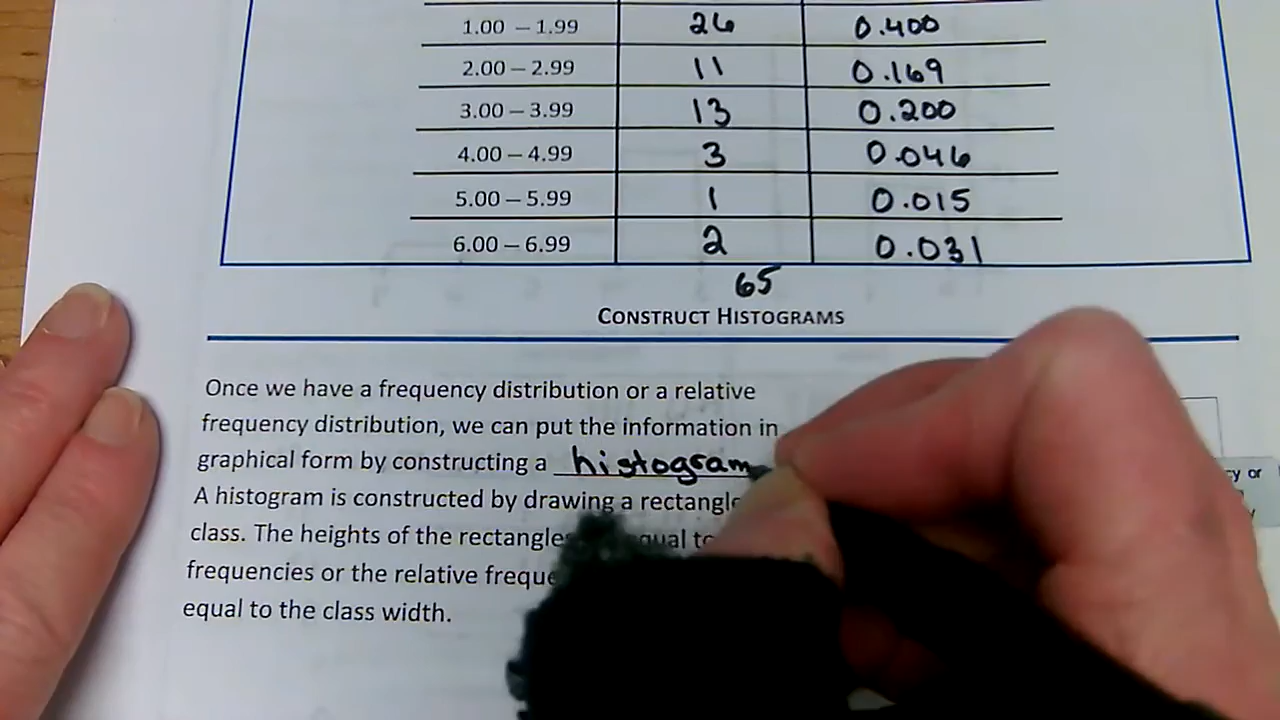 1.00 – 1.99 26 0.400
2.00 – 2.99 11 0.169
3.00 – 3.99 13 0.200
4.00 – 4.99 3 0.046
5.00 – 5.99 1 0.015
6.00 – 6.99 2 0.031
65
CONSTRUCT HISTOGRAMS
Once we have a frequency distribution or a relative
frequency distribution, we can put the information in
graphical form by constructing a histogram
A histogram is constructed by drawing a
class. The heights of the
frequencies or the relative
equal to the class width.
or